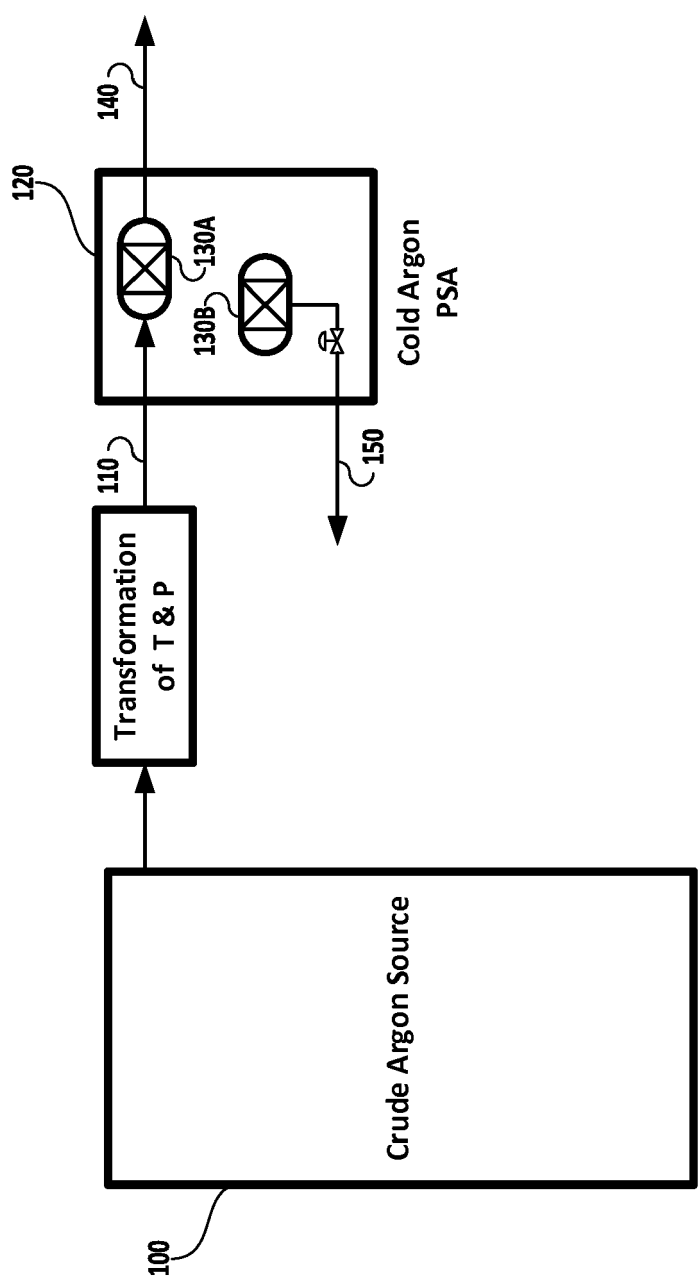 100
Crude Argon Source
Transformation
of T & P
110
120
130A
130B
140
150
Cold Argon
PSA